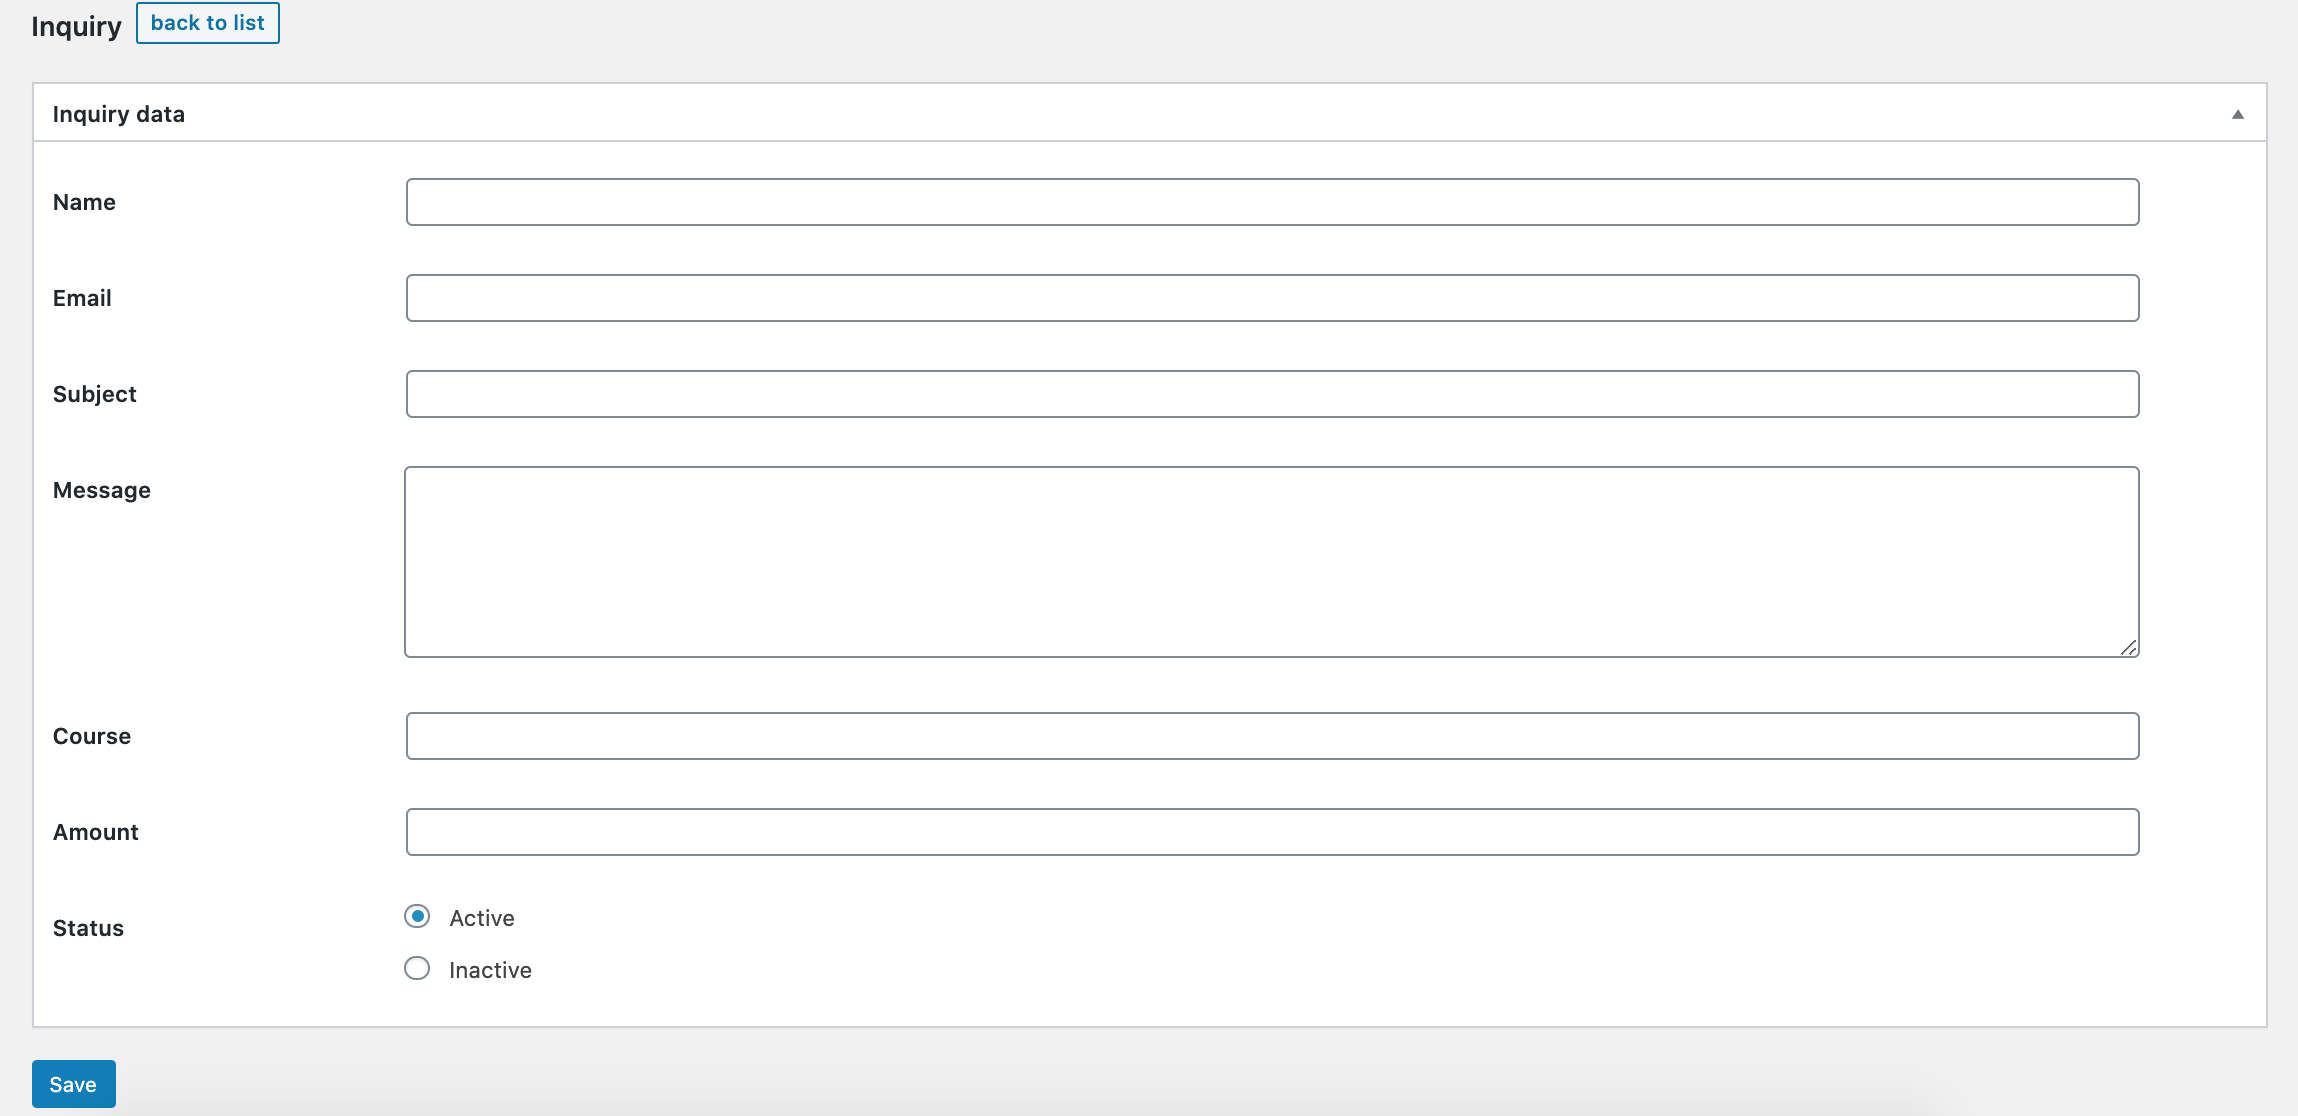 Inquiry back to list
Inquiry data
Name
Email
Subject
Message
Course
Amount
Status
Active
Inactive
Save